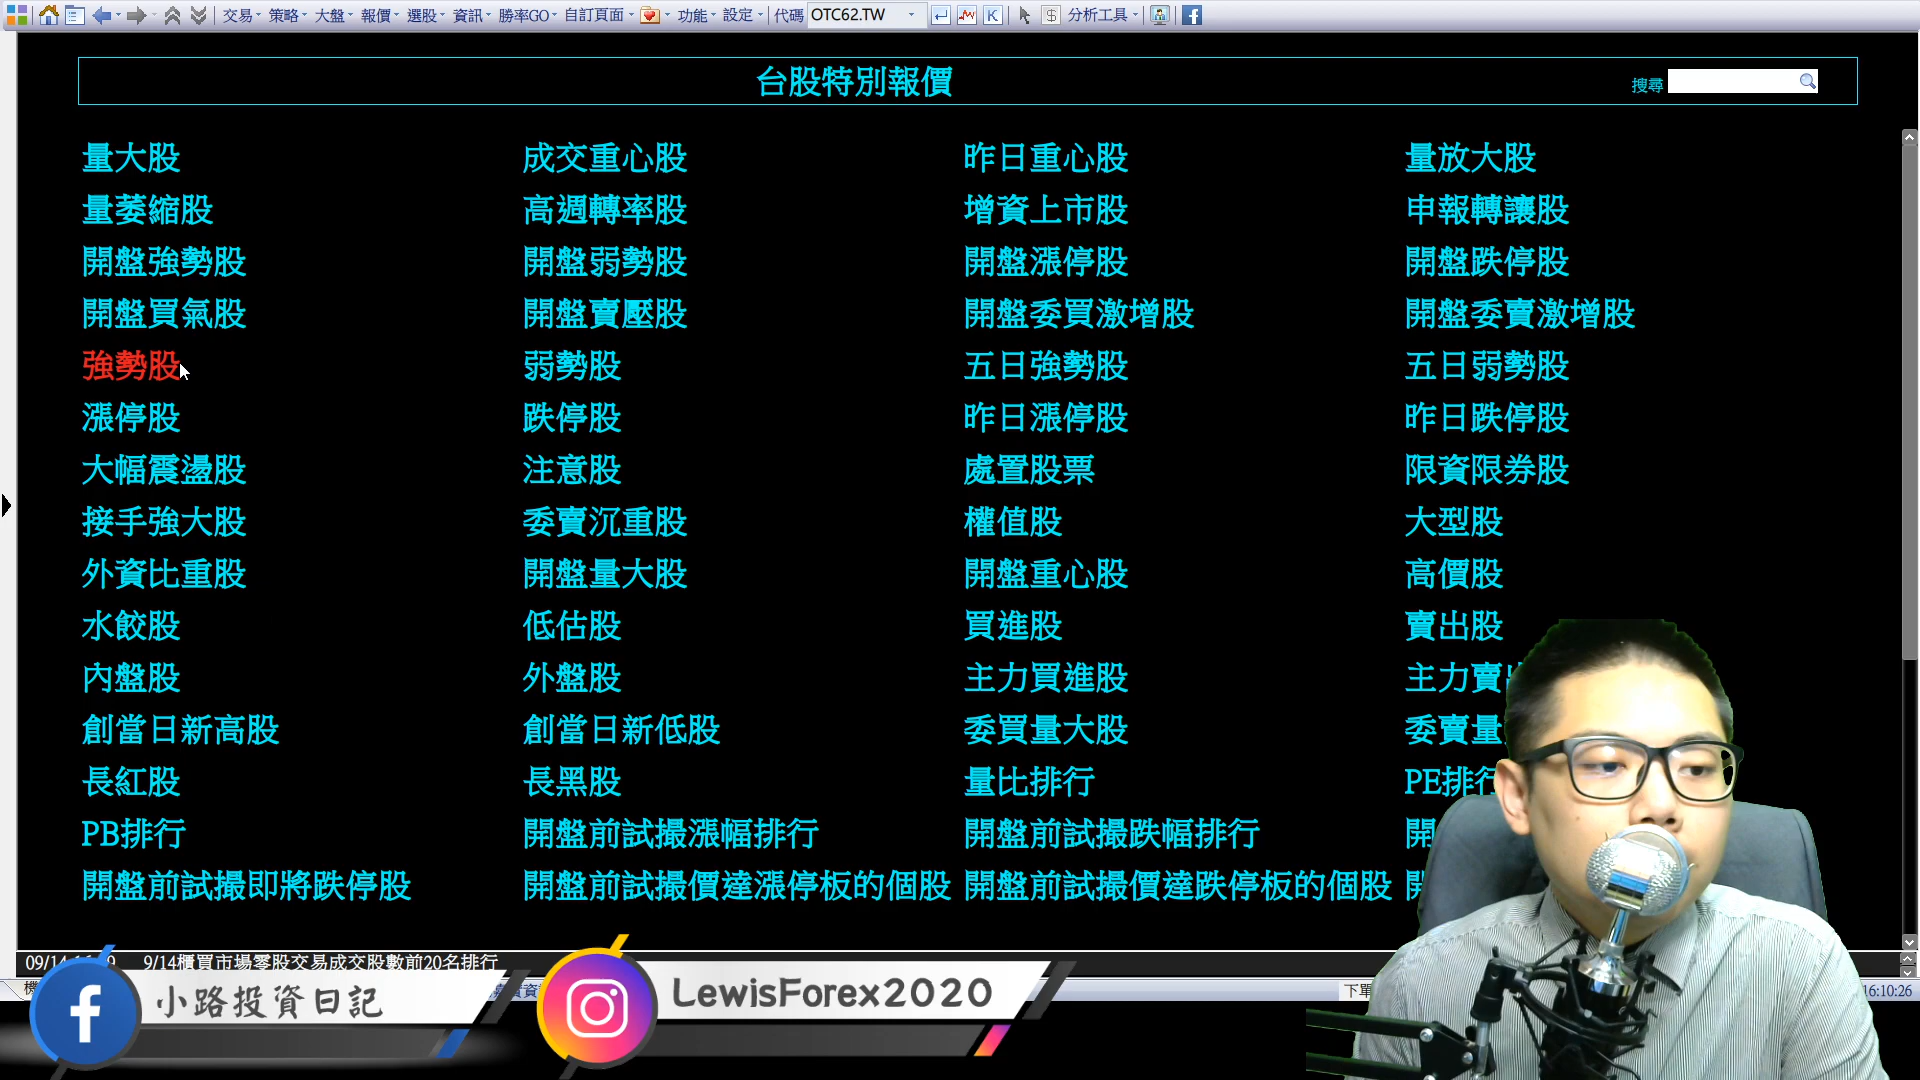 交易 策略 大盤 報價 選股 資訊 勝率GO 自訂頁面 功能 設定 代碼 OTC62.TW K $ 分析工具
台股特別報價 搜尋
量大股 成交重心股 昨日重心股 量放大股
量萎縮股 高週轉率股 增資上市股 申報轉讓股
開盤強勢股 開盤弱勢股 開盤漲停股 開盤跌停股
開盤買氣股 開盤賣壓股 開盤委買激增股 開盤委賣激增股
強勢股 弱勢股 五日強勢股 五日弱勢股
漲停股 跌停股 昨日漲停股 昨日跌停股
大幅震盪股 注意股 處置股票 限資限券股
接手強大股 委賣沉重股 權值股 大型股
外資比重股 開盤量大股 開盤重心股 高價股
水餃股 低估股 買進股 賣出股
內盤股 外盤股 主力買進股 主力賣
創當日新高股 創當日新低股 委買量大股 委賣量
長紅股 長黑股 量比排行 PE排行
PB排行 開盤前試撮漲幅排行 開盤前試撮跌幅排行 開
開盤前試撮即將跌停股 開盤前試撮價達漲停板的個股 開盤前試撮價達跌停板的個股
09/14 9/14櫃買市場零股交易成交股數前20名排行
下單 16:10:26
小路投資日記 LewisForex2020